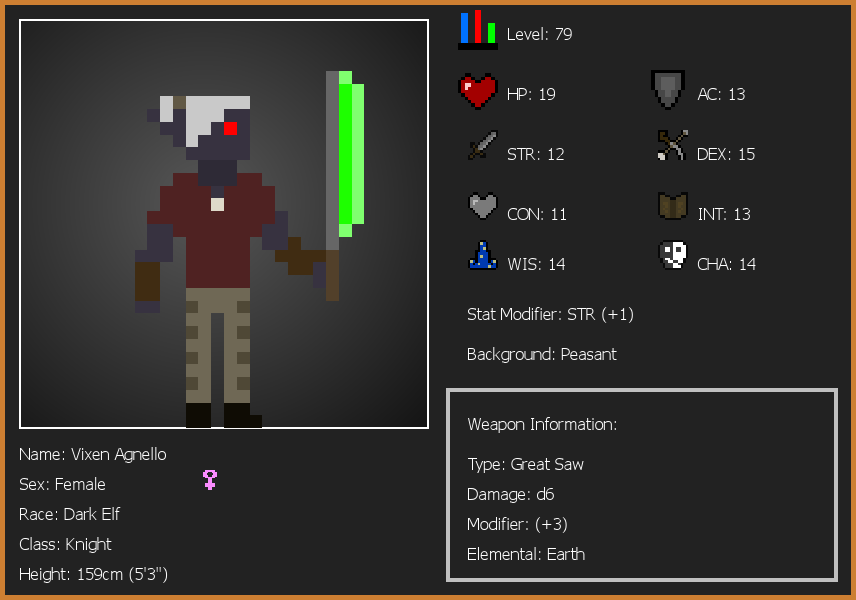 Level: 79
HP: 19
AC: 13
STR: 12
DEX: 15
CON: 11
INT: 13
WIS: 14
CHA: 14
Stat Modifier: STR (+1)
Background: Peasant
Weapon Information:
Type: Great Saw
Damage: d6
Modifier: (+3)
Elemental: Earth
Name: Vixen Agnello
Sex: Female
Race: Dark Elf
Class: Knight
Height: 159cm (5'3")